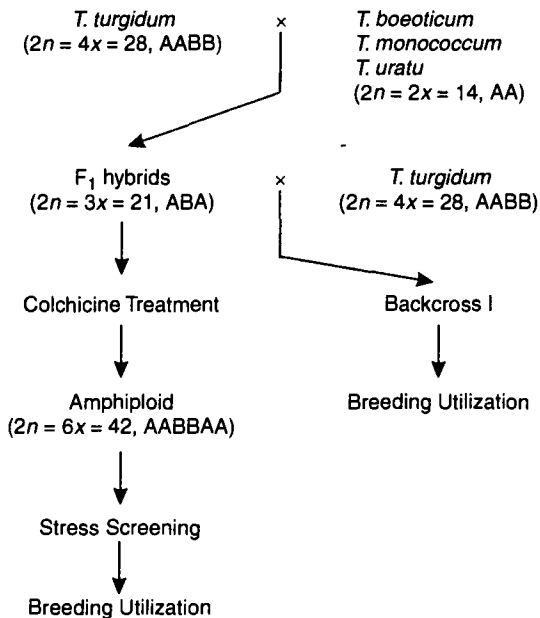 T. turgidum × T. boeoticum
(2n = 4x = 28, AABB) T. monococcum
T. uratu
(2n = 2x = 14, AA)
F1 hybrids × T. turgidum
(2n = 3x = 21, ABA) (2n = 4x = 28, AABB)
Colchicine Treatment Backcross I
Amphiploid Breeding Utilization
(2n = 6x = 42, AABBAA)
Stress Screening
Breeding Utilization